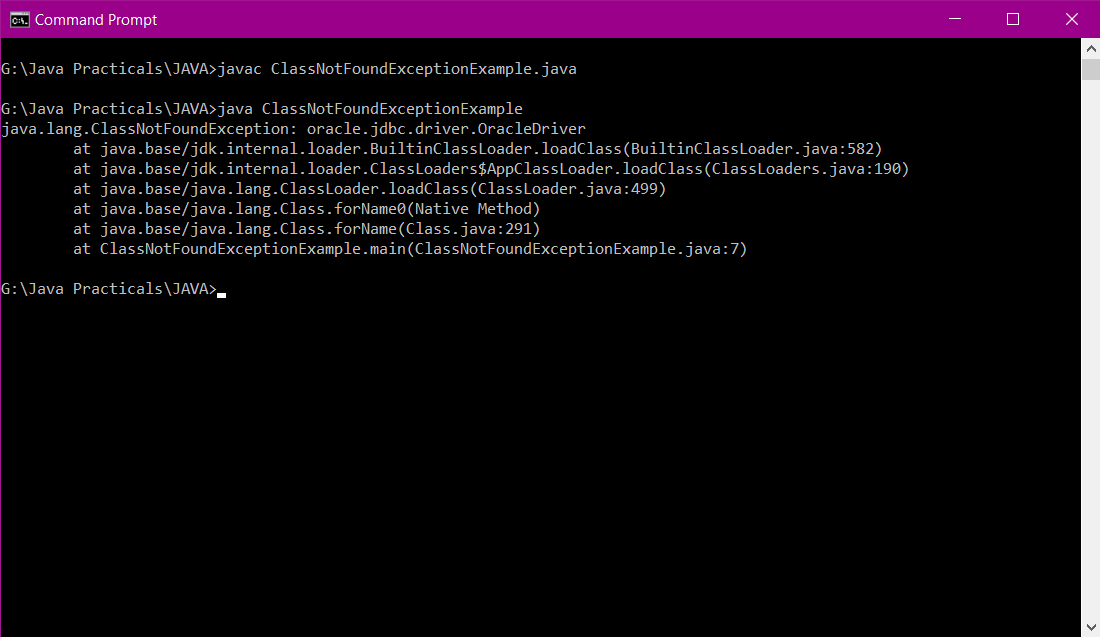 Command Prompt
G:\Java Practicals\JAVA>javac ClassNotFoundExceptionExample.java
G:\Java Practicals\JAVA>java ClassNotFoundExceptionExample
java.lang.ClassNotFoundException: oracle.jdbc.driver.OracleDriver
at java.base/jdk.internal.loader.BuiltinClassLoader.loadClass(BuiltinClassLoader.java:582)
at java.base/jdk.internal.loader.ClassLoaders$AppClassLoader.loadClass(ClassLoaders.java:190)
at java.base/java.lang.ClassLoader.loadClass(ClassLoader.java:499)
at java.base/java.lang.Class.forName0(Native Method)
at java.base/java.lang.Class.forName(Class.java:291)
at ClassNotFoundExceptionExample.main(ClassNotFoundExceptionExample.java:7)
G:\Java Practicals\JAVA>